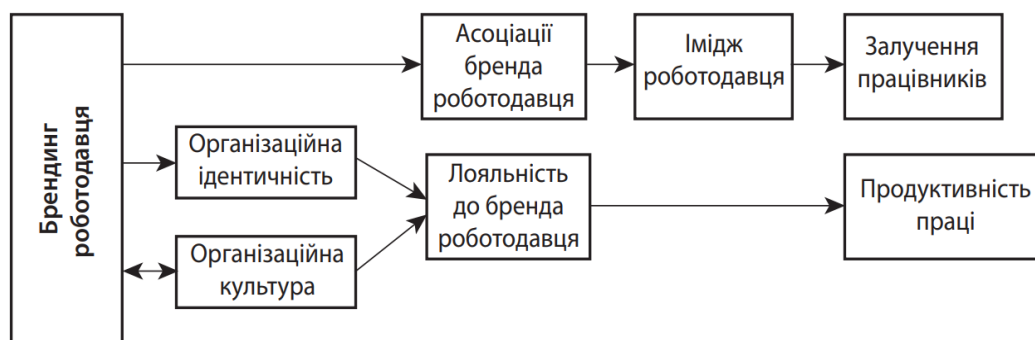 Брендинг
роботодавця
Асоціації
бренда
роботодавця
Імідж
роботодавця
Залучення
працівників
Організаційна
ідентичність
Організаційна
культура
Лояльність
до бренда
роботодавця
Продуктивність
праці